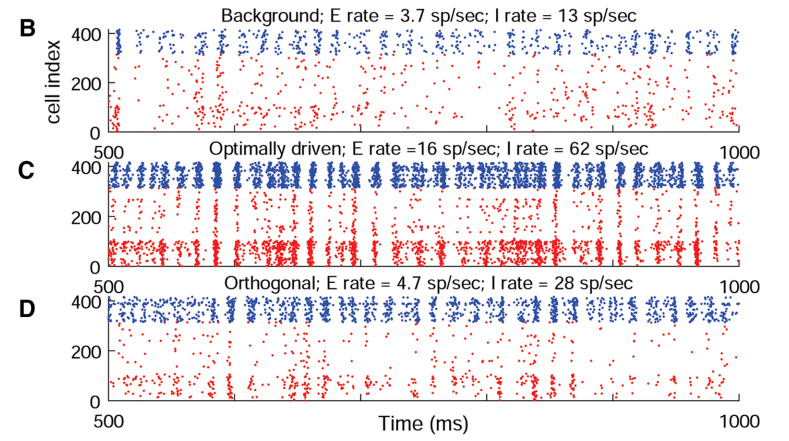 B
Background; E rate = 3.7 sp/sec; I rate = 13 sp/sec
cell index
400
200
0
500
1000
C
Optimally driven; E rate =16 sp/sec; I rate = 62 sp/sec
400
200
0
500
1000
D
Orthogonal; E rate = 4.7 sp/sec; I rate = 28 sp/sec
400
200
0
500
Time (ms)
1000